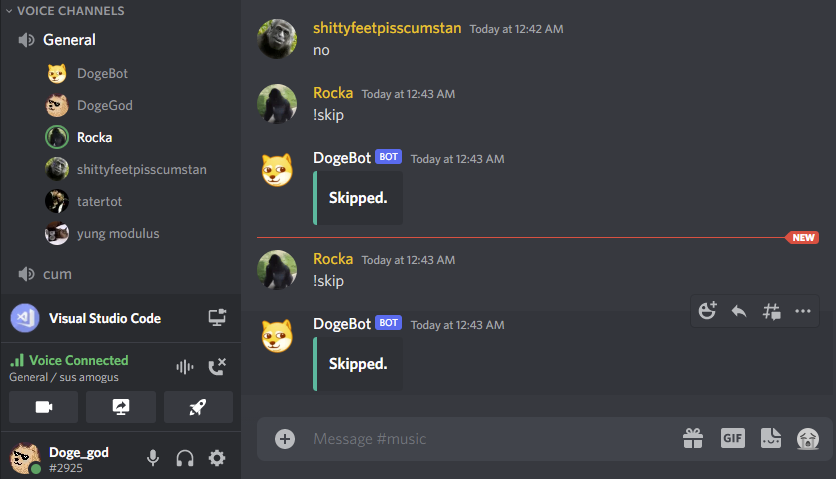 VOICE CHANNELS
General
DogeBot
DogeGod
Rocka
shittyfeetpisscumstan
tatertot
yung modulus
cum
Visual Studio Code
Voice Connected
General / sus amogus
Doge_god
#2925
shittyfeetpisscumstan Today at 12:42 AM
no
Rocka Today at 12:43 AM
!skip
DogeBot BOT Today at 12:43 AM
Skipped.
NEW
Rocka Today at 12:43 AM
!skip
DogeBot BOT Today at 12:43 AM
Skipped.
Message #music
GIF